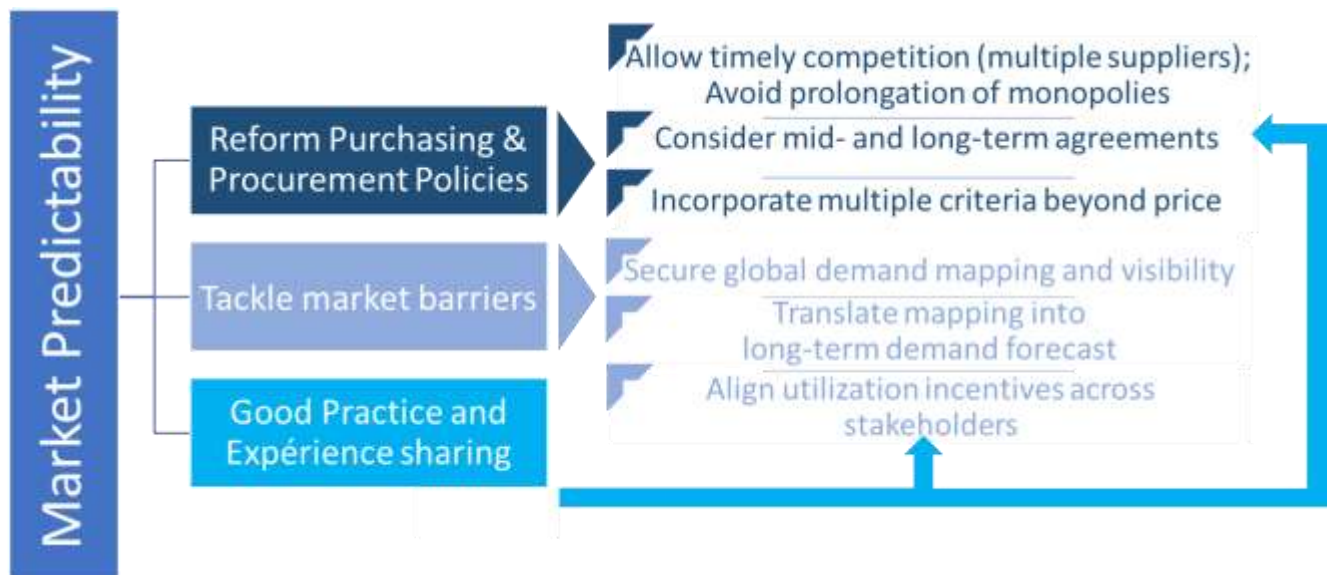 Market Predictability
Reform Purchasing &
Procurement Policies
Allow timely competition (multiple suppliers);
Avoid prolongation of monopolies
Consider mid- and long-term agreements
Incorporate multiple criteria beyond price
Tackle market barriers
Secure global demand mapping and visibility
Translate mapping into
long-term demand forecast
Align utilization incentives across
stakeholders
Good Practice and
Expérience sharing